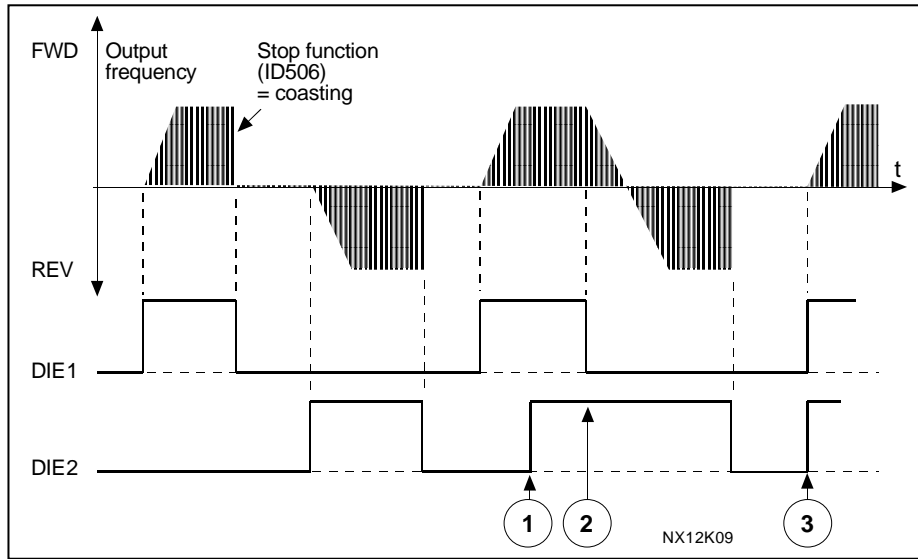 FWD
Output
frequency
Stop function
(ID506)
= coasting
t
REV
DIE1
DIE2
1
2
3
NX12K09